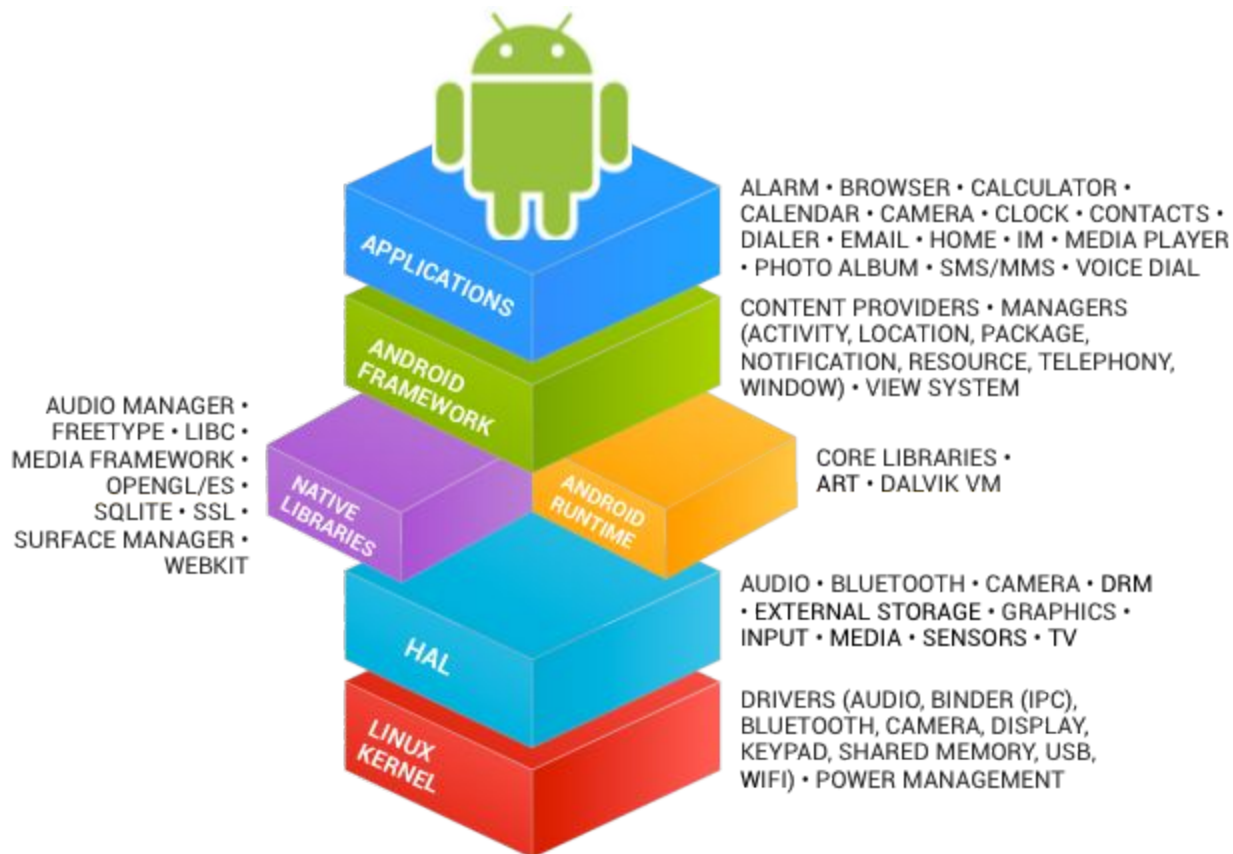 APPLICATIONS
ALARM • BROWSER • CALCULATOR •
CALENDAR • CAMERA • CLOCK • CONTACTS •
DIALER • EMAIL • HOME • IM • MEDIA PLAYER
• PHOTO ALBUM • SMS/MMS • VOICE DIAL
ANDROID
FRAMEWORK
CONTENT PROVIDERS • MANAGERS
(ACTIVITY, LOCATION, PACKAGE,
NOTIFICATION, RESOURCE, TELEPHONY,
WINDOW) • VIEW SYSTEM
AUDIO MANAGER •
FREETYPE • LIBC •
MEDIA FRAMEWORK •
OPENGL/ES •
SQLITE • SSL •
SURFACE MANAGER •
WEBKIT
NATIVE
LIBRARIES
ANDROID
RUNTIME
CORE LIBRARIES •
ART • DALVIK VM
HAL
AUDIO • BLUETOOTH • CAMERA • DRM
• EXTERNAL STORAGE • GRAPHICS •
INPUT • MEDIA • SENSORS • TV
LINUX
KERNEL
DRIVERS (AUDIO, BINDER (IPC),
BLUETOOTH, CAMERA, DISPLAY,
KEYPAD, SHARED MEMORY, USB,
WIFI) • POWER MANAGEMENT